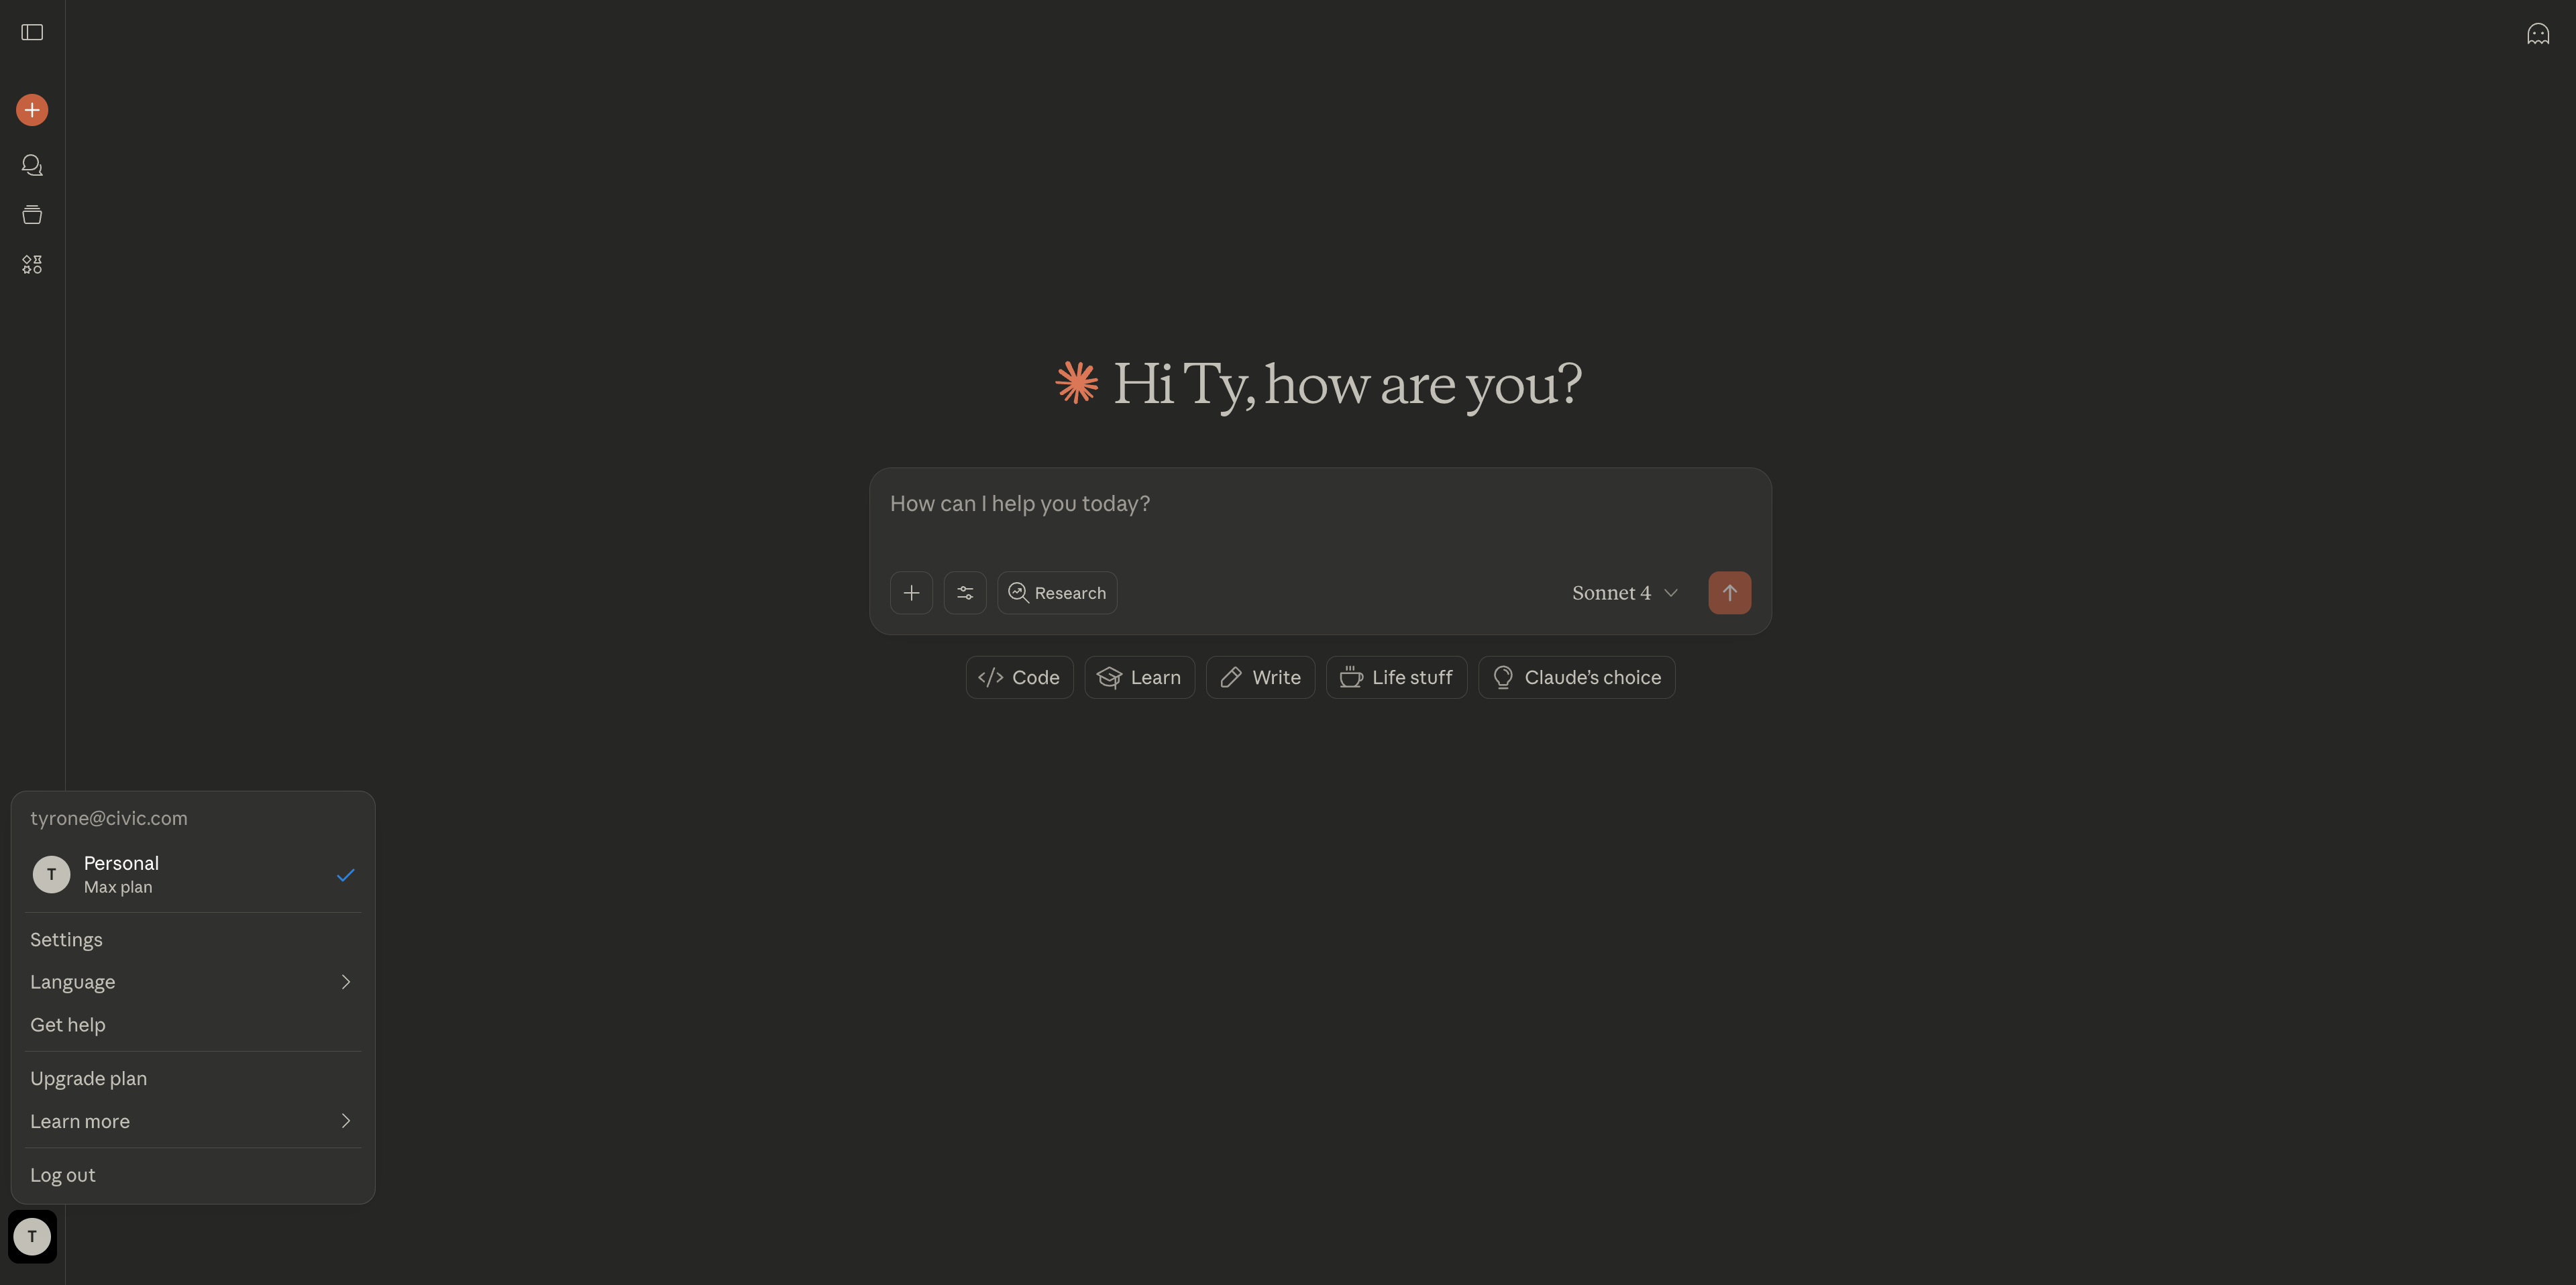 Hi Ty, how are you?
How can I help you today?
Research
Sonnet 4
Code
Learn
Write
Life stuff
Claude’s choice
tyrone@civic.com
T
Personal
Max plan
Settings
Language
Get help
Upgrade plan
Learn more
Log out
T